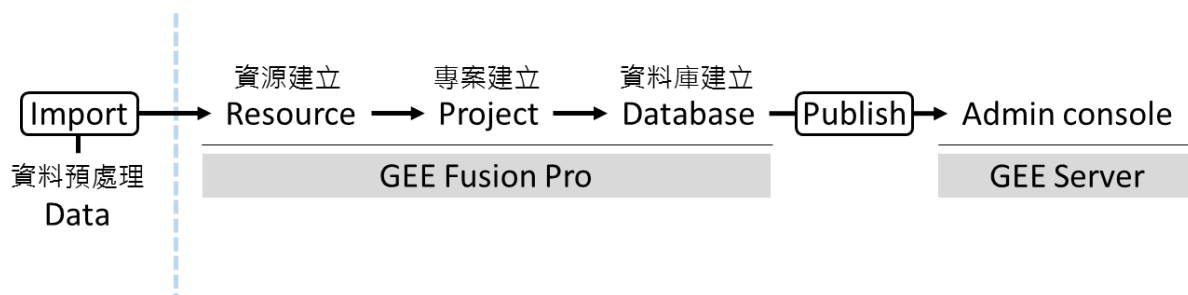 資源建立
專案建立
資料庫建立
Import
Resource
Project
Database
Publish
Admin console
資料預處理
Data
GEE Fusion Pro
GEE Server